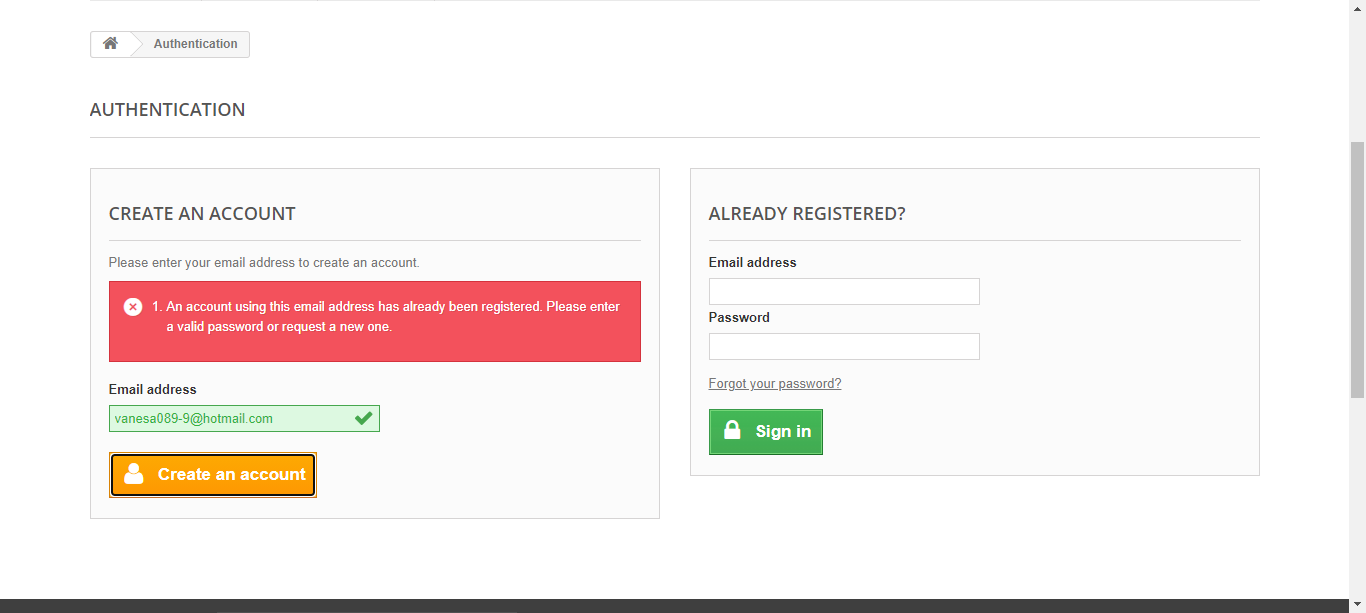 Authentication
AUTHENTICATION
CREATE AN ACCOUNT
Please enter your email address to create an account.
1. An account using this email address has already been registered. Please enter
a valid password or request a new one.
Email address
vanesa089-9@hotmail.com
Create an account
ALREADY REGISTERED?
Email address
Password
Forgot your password?
Sign in